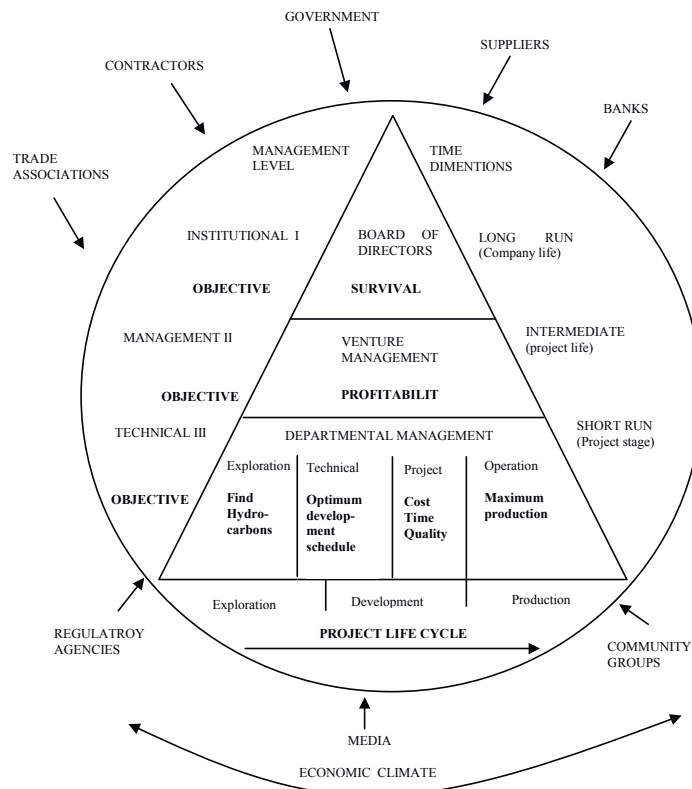 GOVERNMENT
SUPPLIERS
CONTRACTORS
BANKS
TRADE
ASSOCIATIONS
MANAGEMENT
LEVEL
TIME
DIMENTIONS
INSTITUTIONAL I
BOARD OF
DIRECTORS
LONG RUN
(Company life)
OBJECTIVE
SURVIVAL
MANAGEMENT II
VENTURE
MANAGEMENT
INTERMEDIATE
(project life)
OBJECTIVE
PROFITABILIT
TECHNICAL III
DEPARTMENTAL MANAGEMENT
SHORT RUN
(Project stage)
OBJECTIVE
Exploration
Find
Hydro-
carbons
Technical
Optimum
develop-
ment
schedule
Project
Cost
Time
Quality
Operation
Maximum
production
Exploration
Development
Production
PROJECT LIFE CYCLE
REGULATROY
AGENCIES
COMMUNITY
GROUPS
MEDIA
ECONOMIC CLIMATE